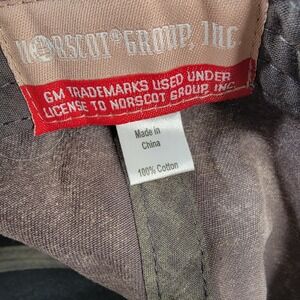 NORSCOT® GROUP, INC
GM TRADEMARKS USED UNDER
LICENSE TO NORSCOT GROUP, INC.
Made in
China
100% Cotton